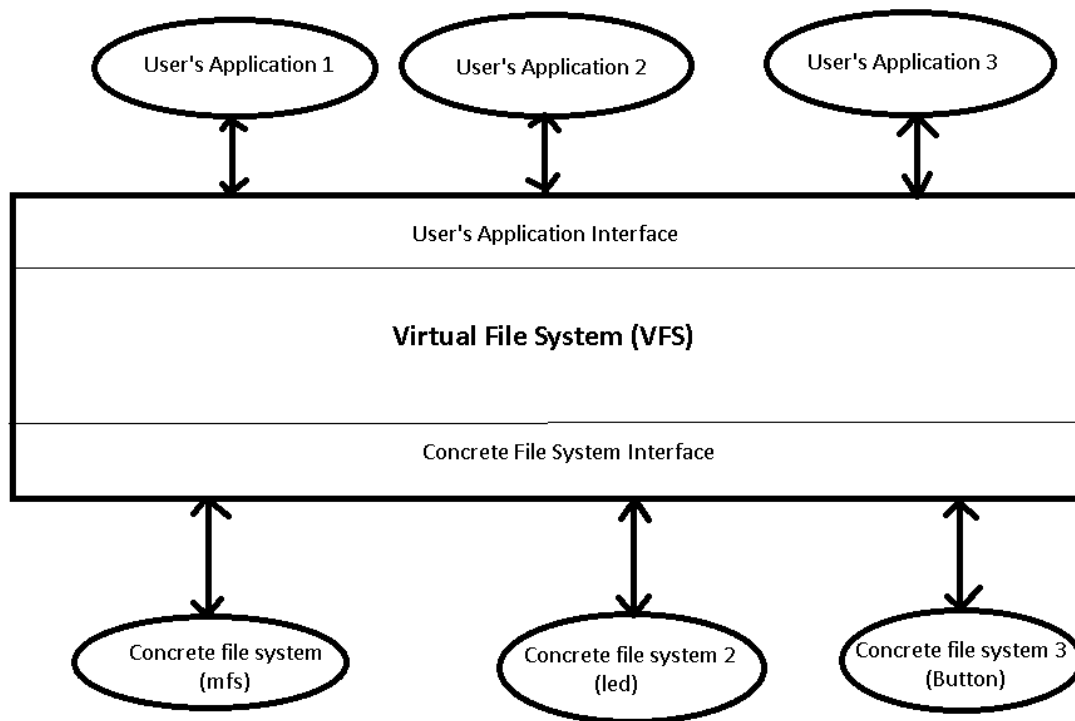 User's Application 1
User's Application 2
User's Application 3
User's Application Interface
Virtual File System (VFS)
Concrete File System Interface
Concrete file system
(mfs)
Concrete file system 2
(led)
Concrete file system 3
(Button)